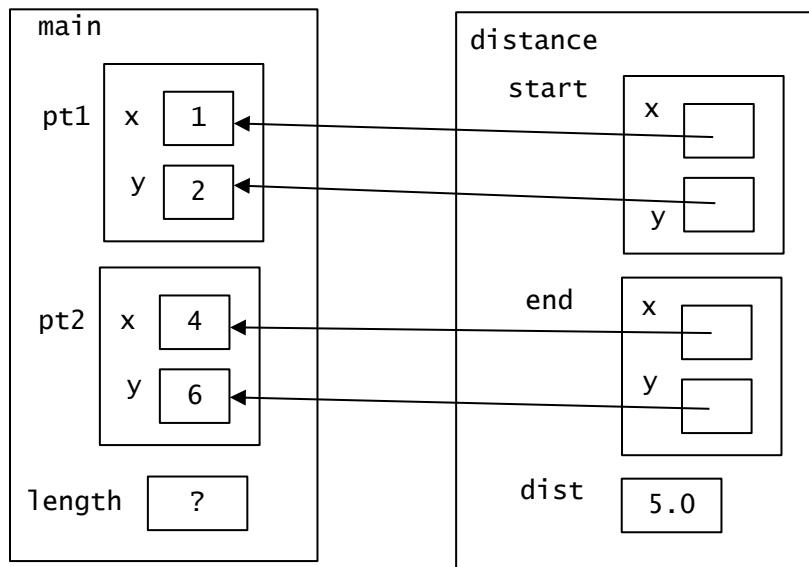 main
pt1
x
1
y
2
pt2
x
4
y
6
length
?
distance
start
x
y
end
x
y
dist
5.0